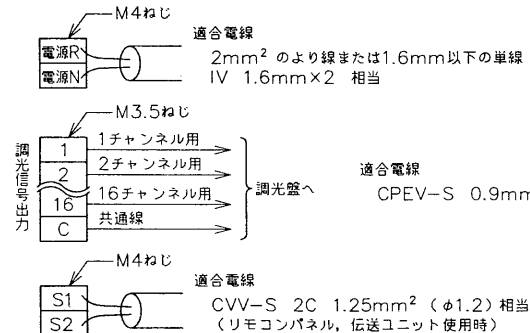 M4ねじ
電源R
電源N
適合電線
2mm² のより線または1.6mm以下の単線
IV 1.6mm×2 相当
M3.5ねじ
調光信号出力
1
1チャンネル用
2
2チャンネル用
16
16チャンネル用
C
共通線
調光盤へ
適合電線
CPEV-S 0.9mm
M4ねじ
S1
S2
適合電線
CVV-S 2C 1.25mm² (φ1.2) 相当
(リモコンパネル,伝送ユニット使用時)